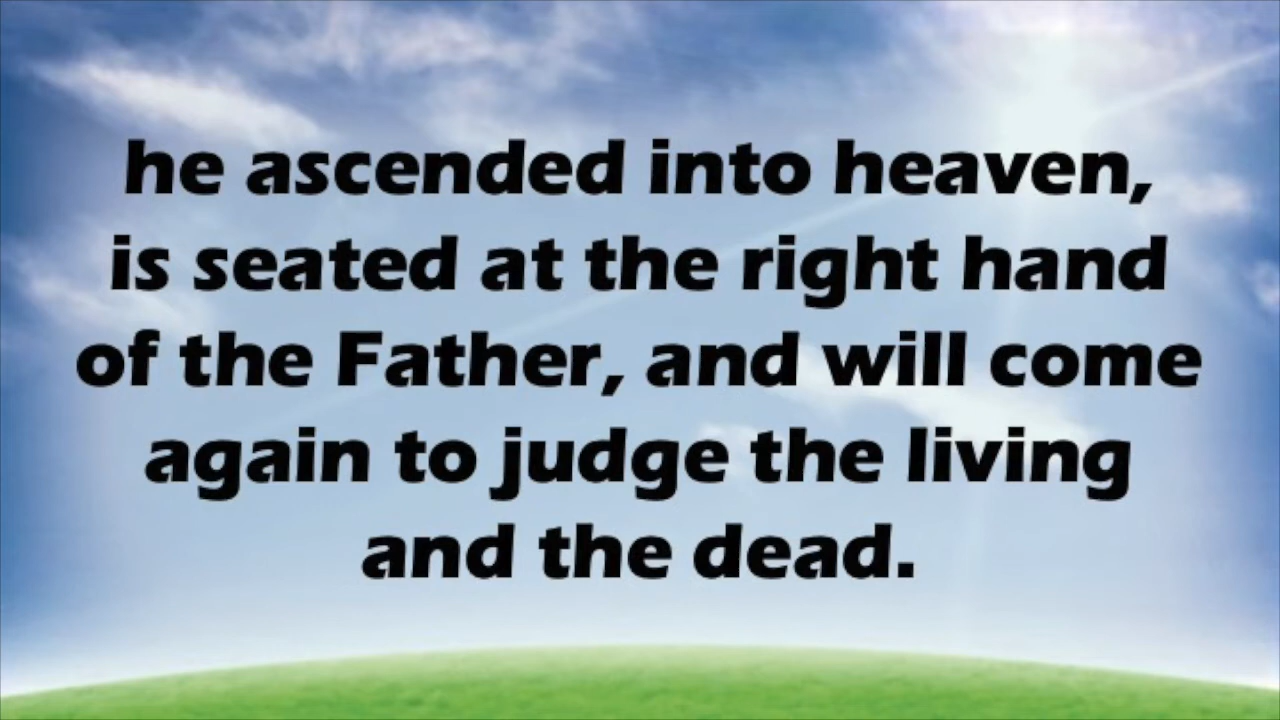 he ascended into heaven,
is seated at the right hand
of the Father, and will come
again to judge the living
and the dead.